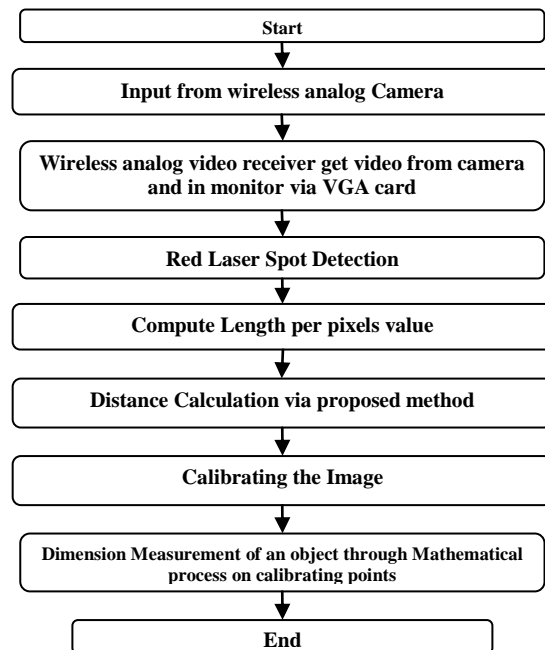 Start
Input from wireless analog Camera
Wireless analog video receiver get video from camera
and in monitor via VGA card
Red Laser Spot Detection
Compute Length per pixels value
Distance Calculation via proposed method
Calibrating the Image
Dimension Measurement of an object through Mathematical
process on calibrating points
End